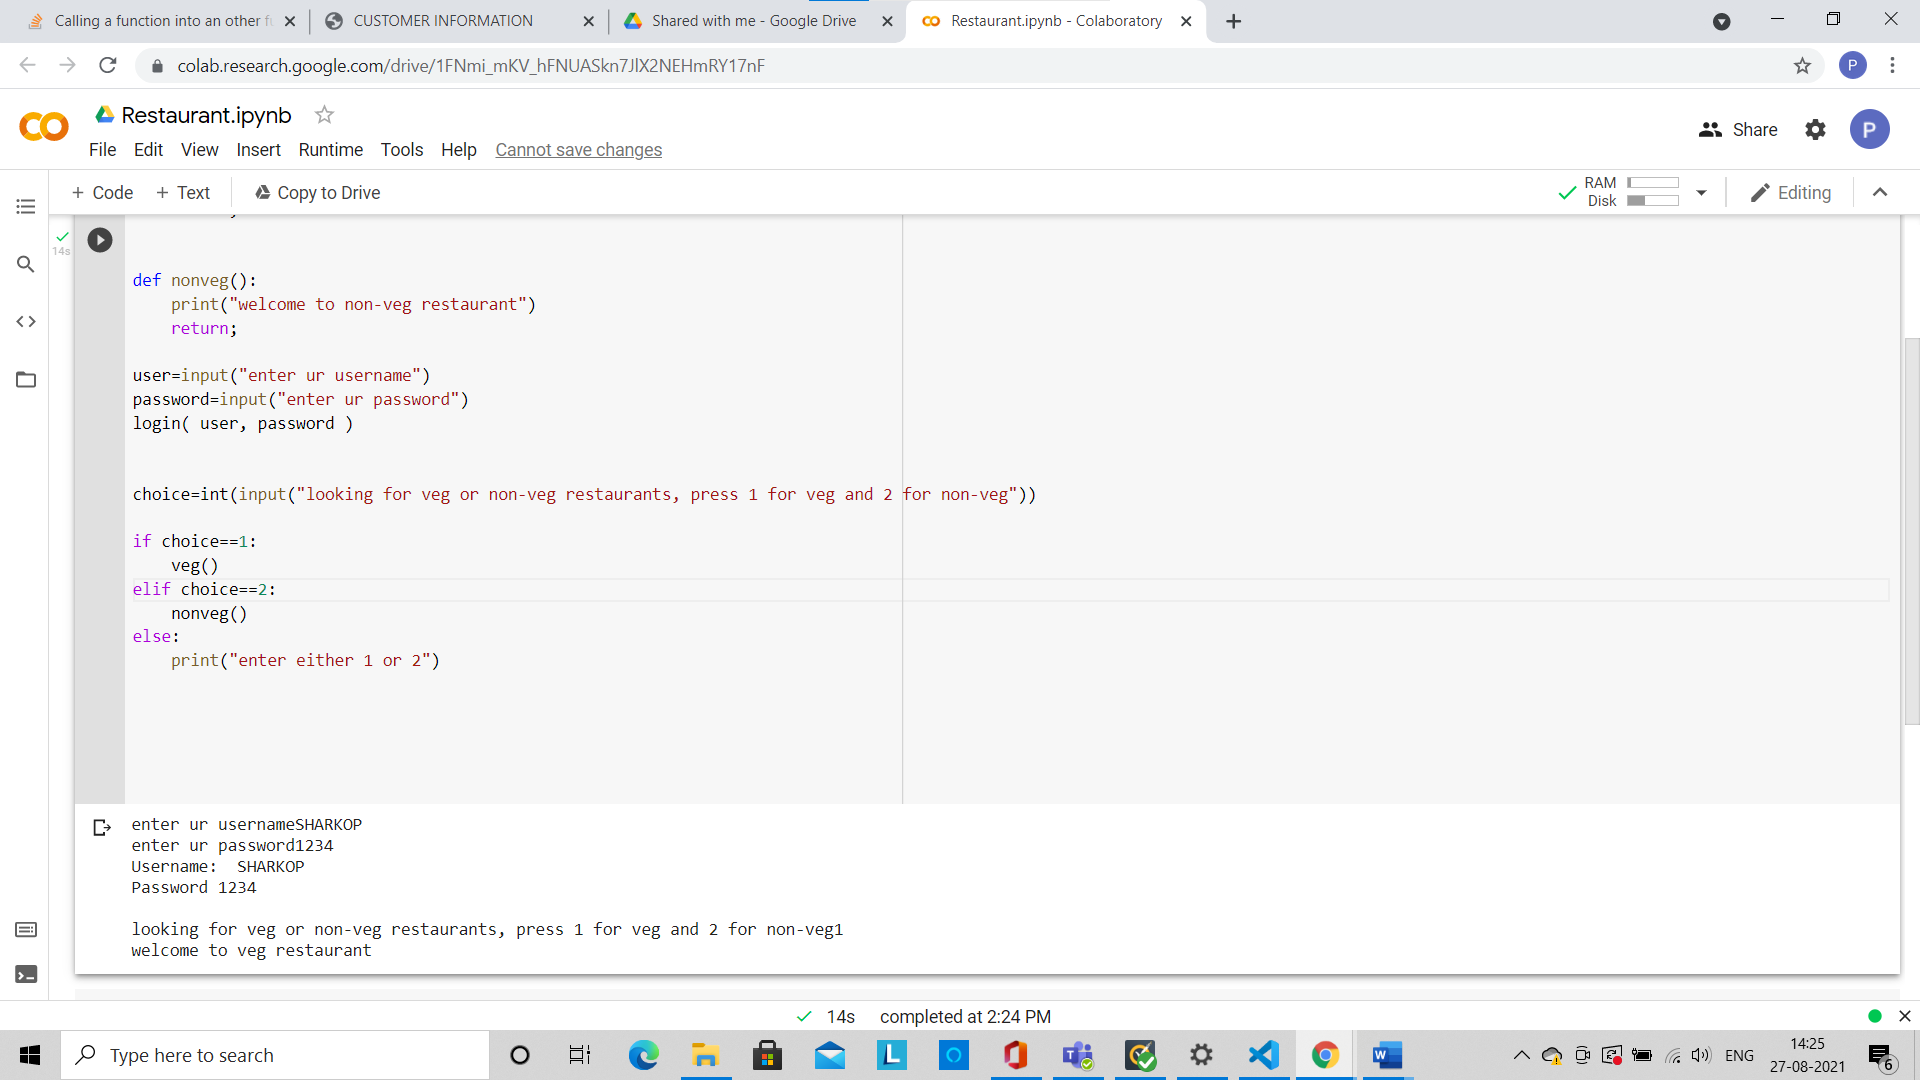 Calling a function into an other f
CUSTOMER INFORMATION
Shared with me - Google Drive
Restaurant.ipynb - Colaboratory
colab.research.google.com/drive/1FNmi_mKV_hFNUASkn7JlX2NEHmRY17nF
P
Restaurant.ipynb
Share
P
File Edit View Insert Runtime Tools Help Cannot save changes
+ Code + Text Copy to Drive
RAM
Disk
Editing
14s
def nonveg():
print("welcome to non-veg restaurant")
return;
user=input("enter ur username")
password=input("enter ur password")
login( user, password )
choice=int(input("looking for veg or non-veg restaurants, press 1 for veg and 2 for non-veg"))
if choice==1:
veg()
elif choice==2:
nonveg()
else:
print("enter either 1 or 2")
enter ur usernameSHARKOP
enter ur password1234
Username:  SHARKOP
Password 1234
looking for veg or non-veg restaurants, press 1 for veg and 2 for non-veg1
welcome to veg restaurant
14s completed at 2:24 PM
Type here to search
L
ENG
14:25
27-08-2021
6